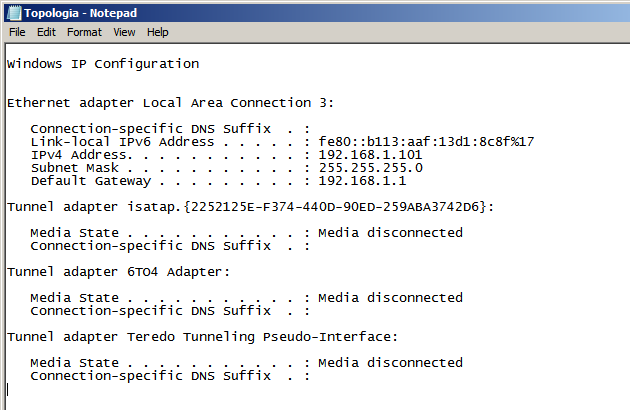 Topologia - Notepad
File Edit Format View Help
Windows IP Configuration
Ethernet adapter Local Area Connection 3:
Connection-specific DNS Suffix  . :
Link-local IPv6 Address . . . . . : fe80::b113:aaf:13d1:8c8f%17
IPv4 Address. . . . . . . . . . . : 192.168.1.101
Subnet Mask . . . . . . . . . . . : 255.255.255.0
Default Gateway . . . . . . . . . : 192.168.1.1
Tunnel adapter isatap.{2252125E-F374-440D-90ED-259ABA3742D6}:
Media State . . . . . . . . . . . : Media disconnected
Connection-specific DNS Suffix  . :
Tunnel adapter 6TO4 Adapter:
Media State . . . . . . . . . . . : Media disconnected
Connection-specific DNS Suffix  . :
Tunnel adapter Teredo Tunneling Pseudo-Interface:
Media State . . . . . . . . . . . : Media disconnected
Connection-specific DNS Suffix  . :